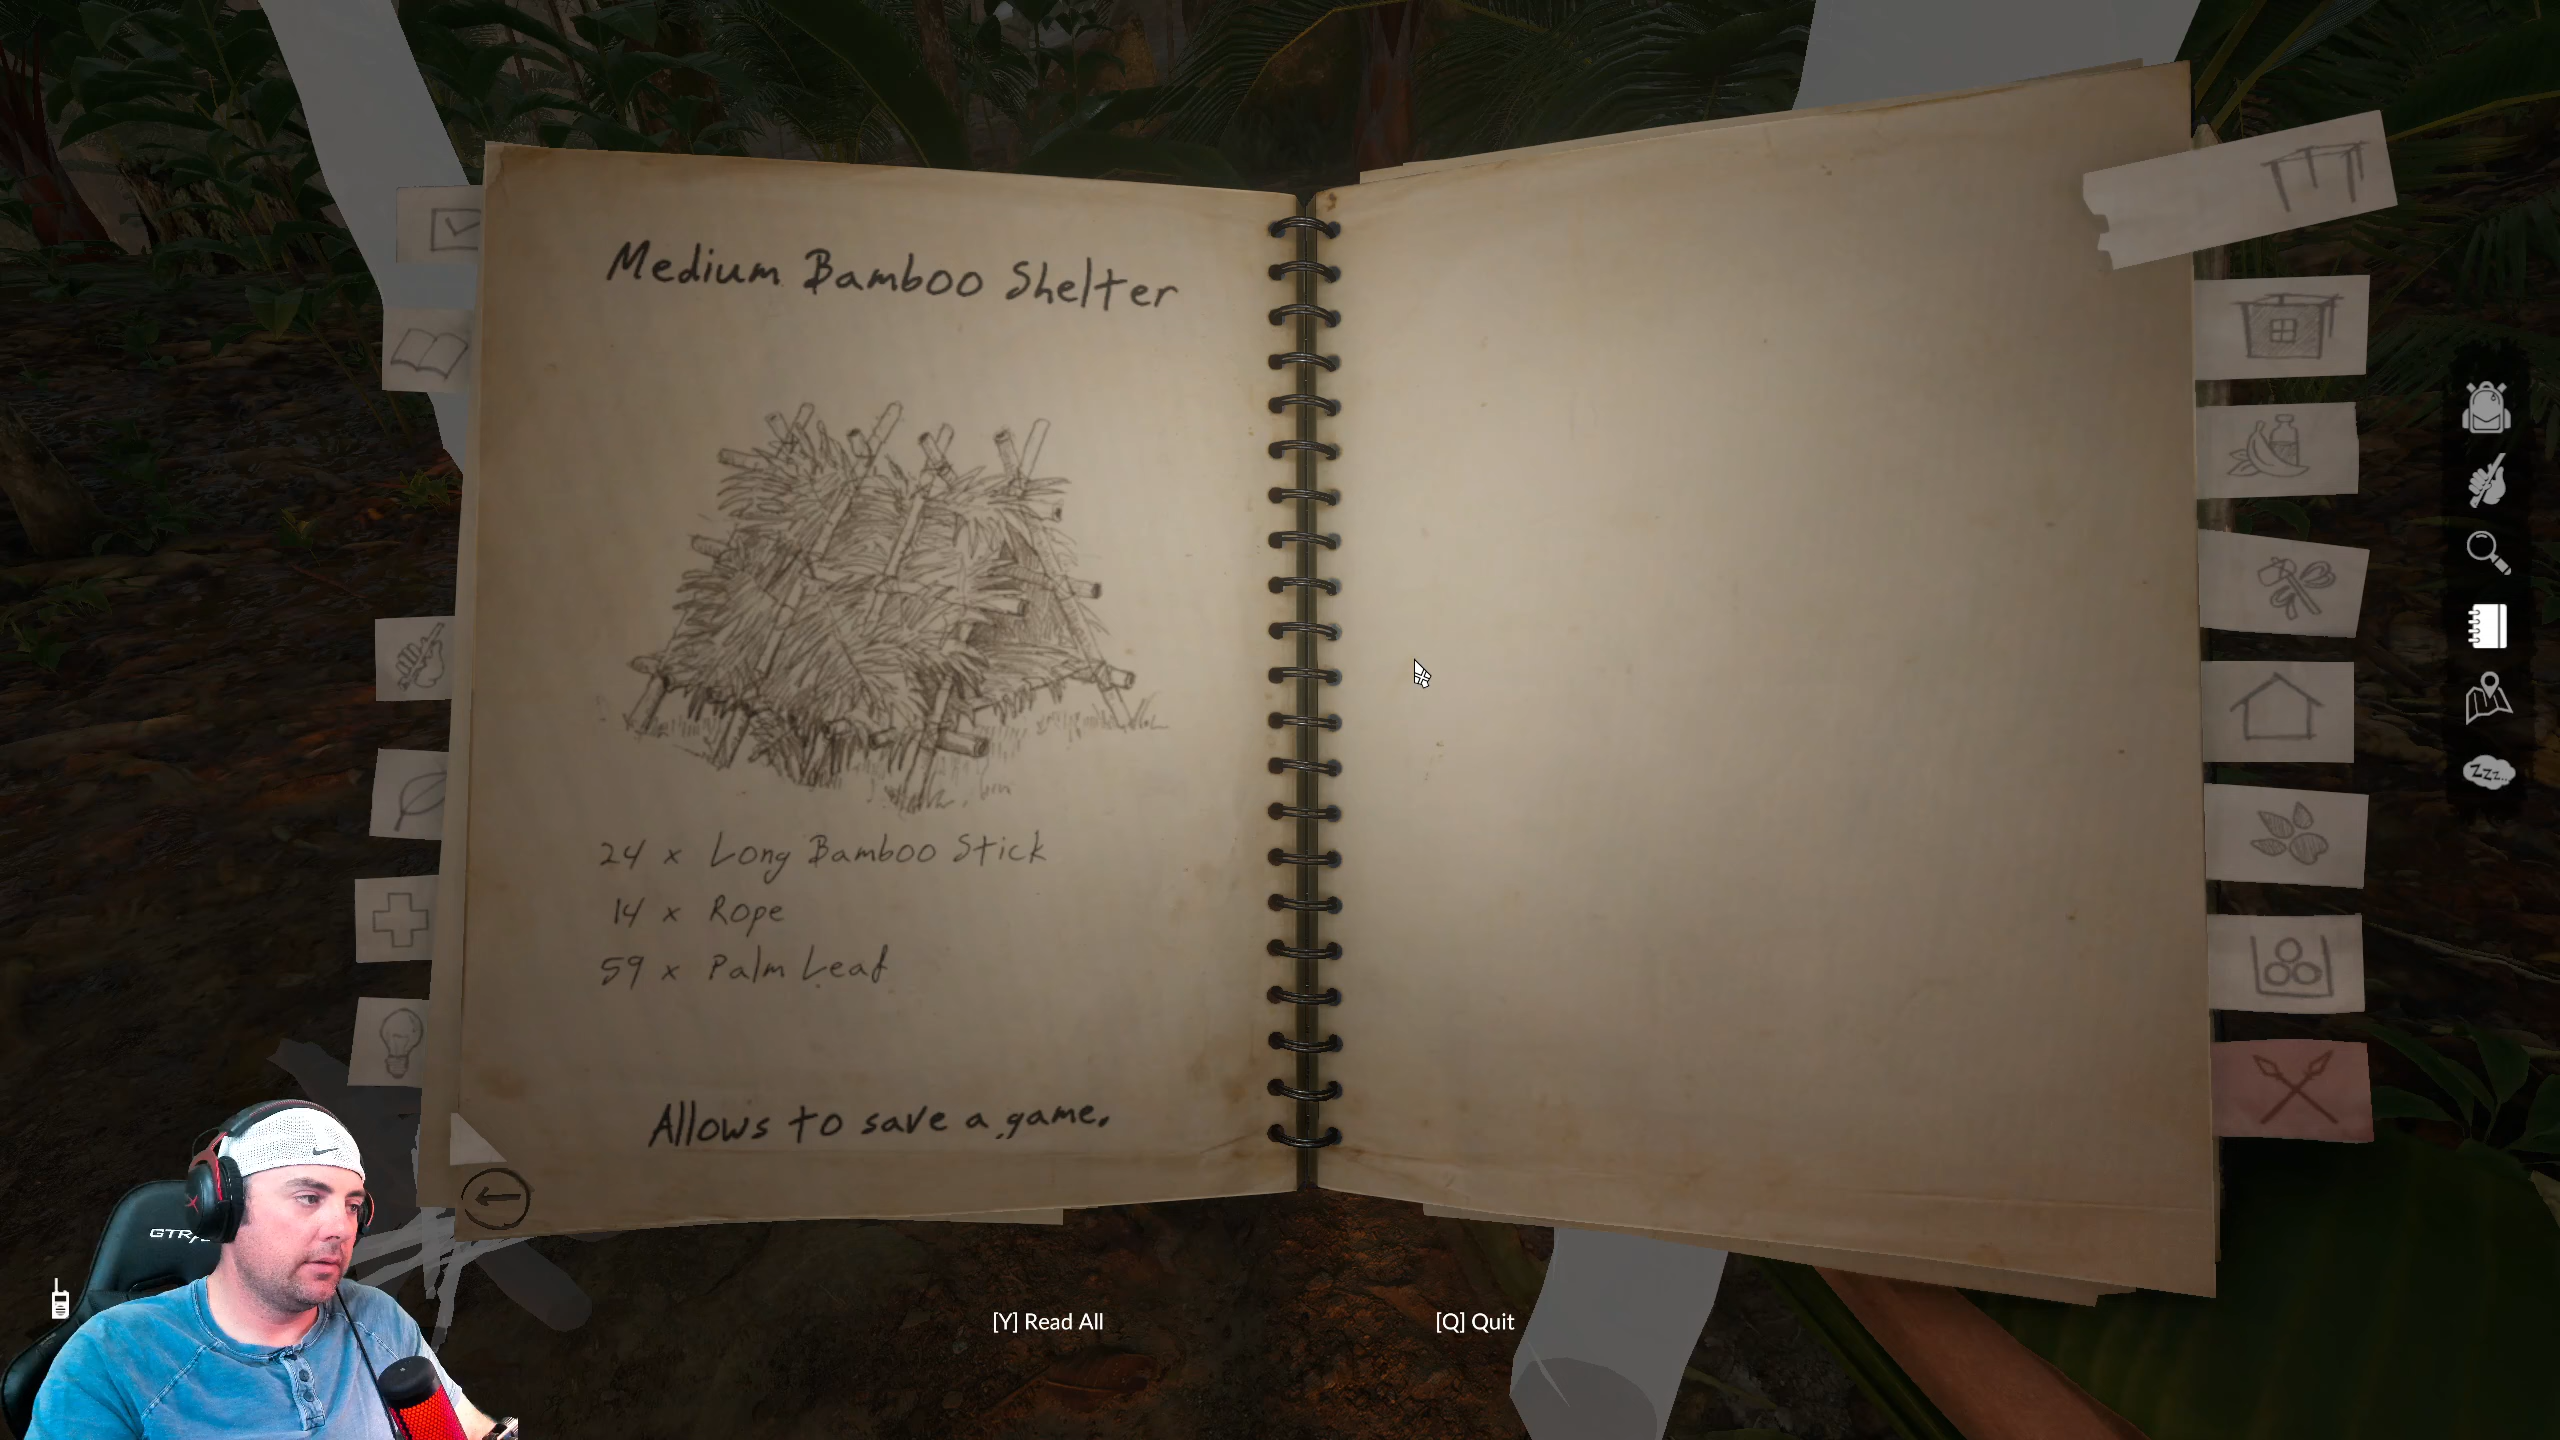 Medium Bamboo Shelter
24 x Long Bamboo Stick
14 x Rope
59 x Palm Leaf
Allows to save a game.
[Y] Read All
[Q] Quit
Zzz...